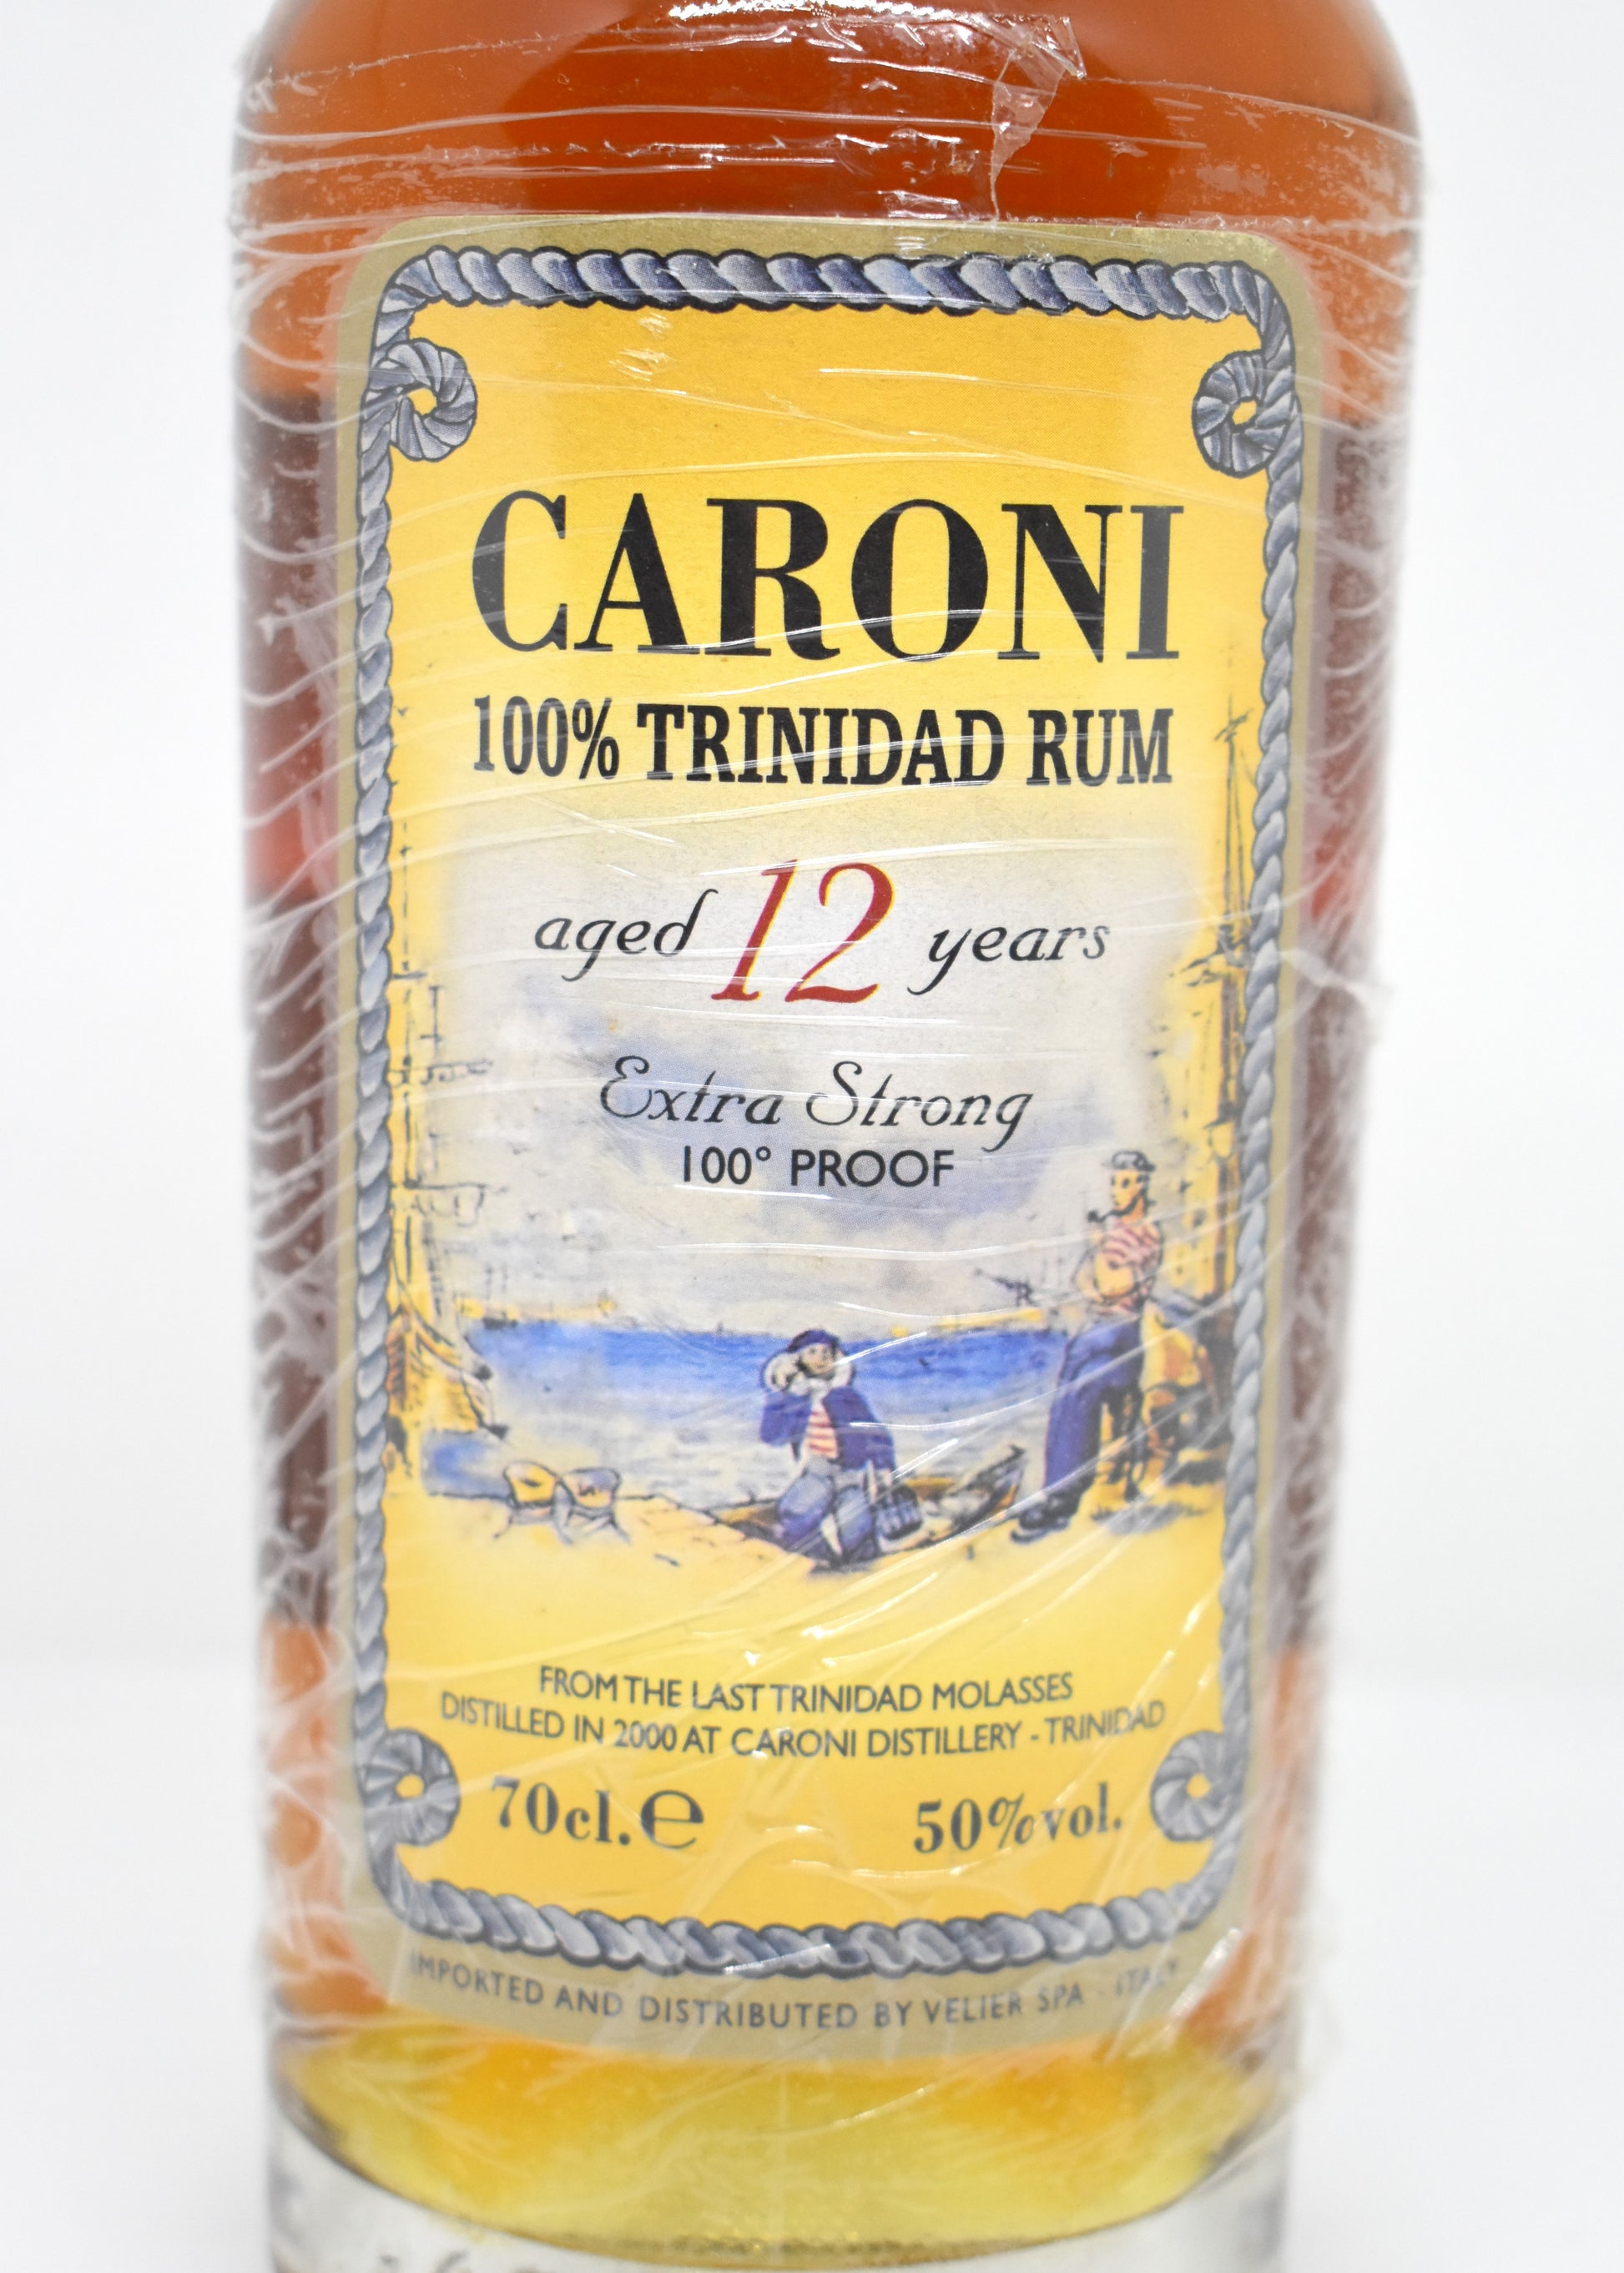 CARONI
100% TRINIDAD RUM
aged 12 years
Extra Strong
100° PROOF
FROM THE LAST TRINIDAD MOLASSES
DISTILLED IN 2000 AT CARONI DISTILLERY - TRINIDAD
70cl. ℮ 50%vol.
IMPORTED AND DISTRIBUTED BY VELIER SPA - ITALY